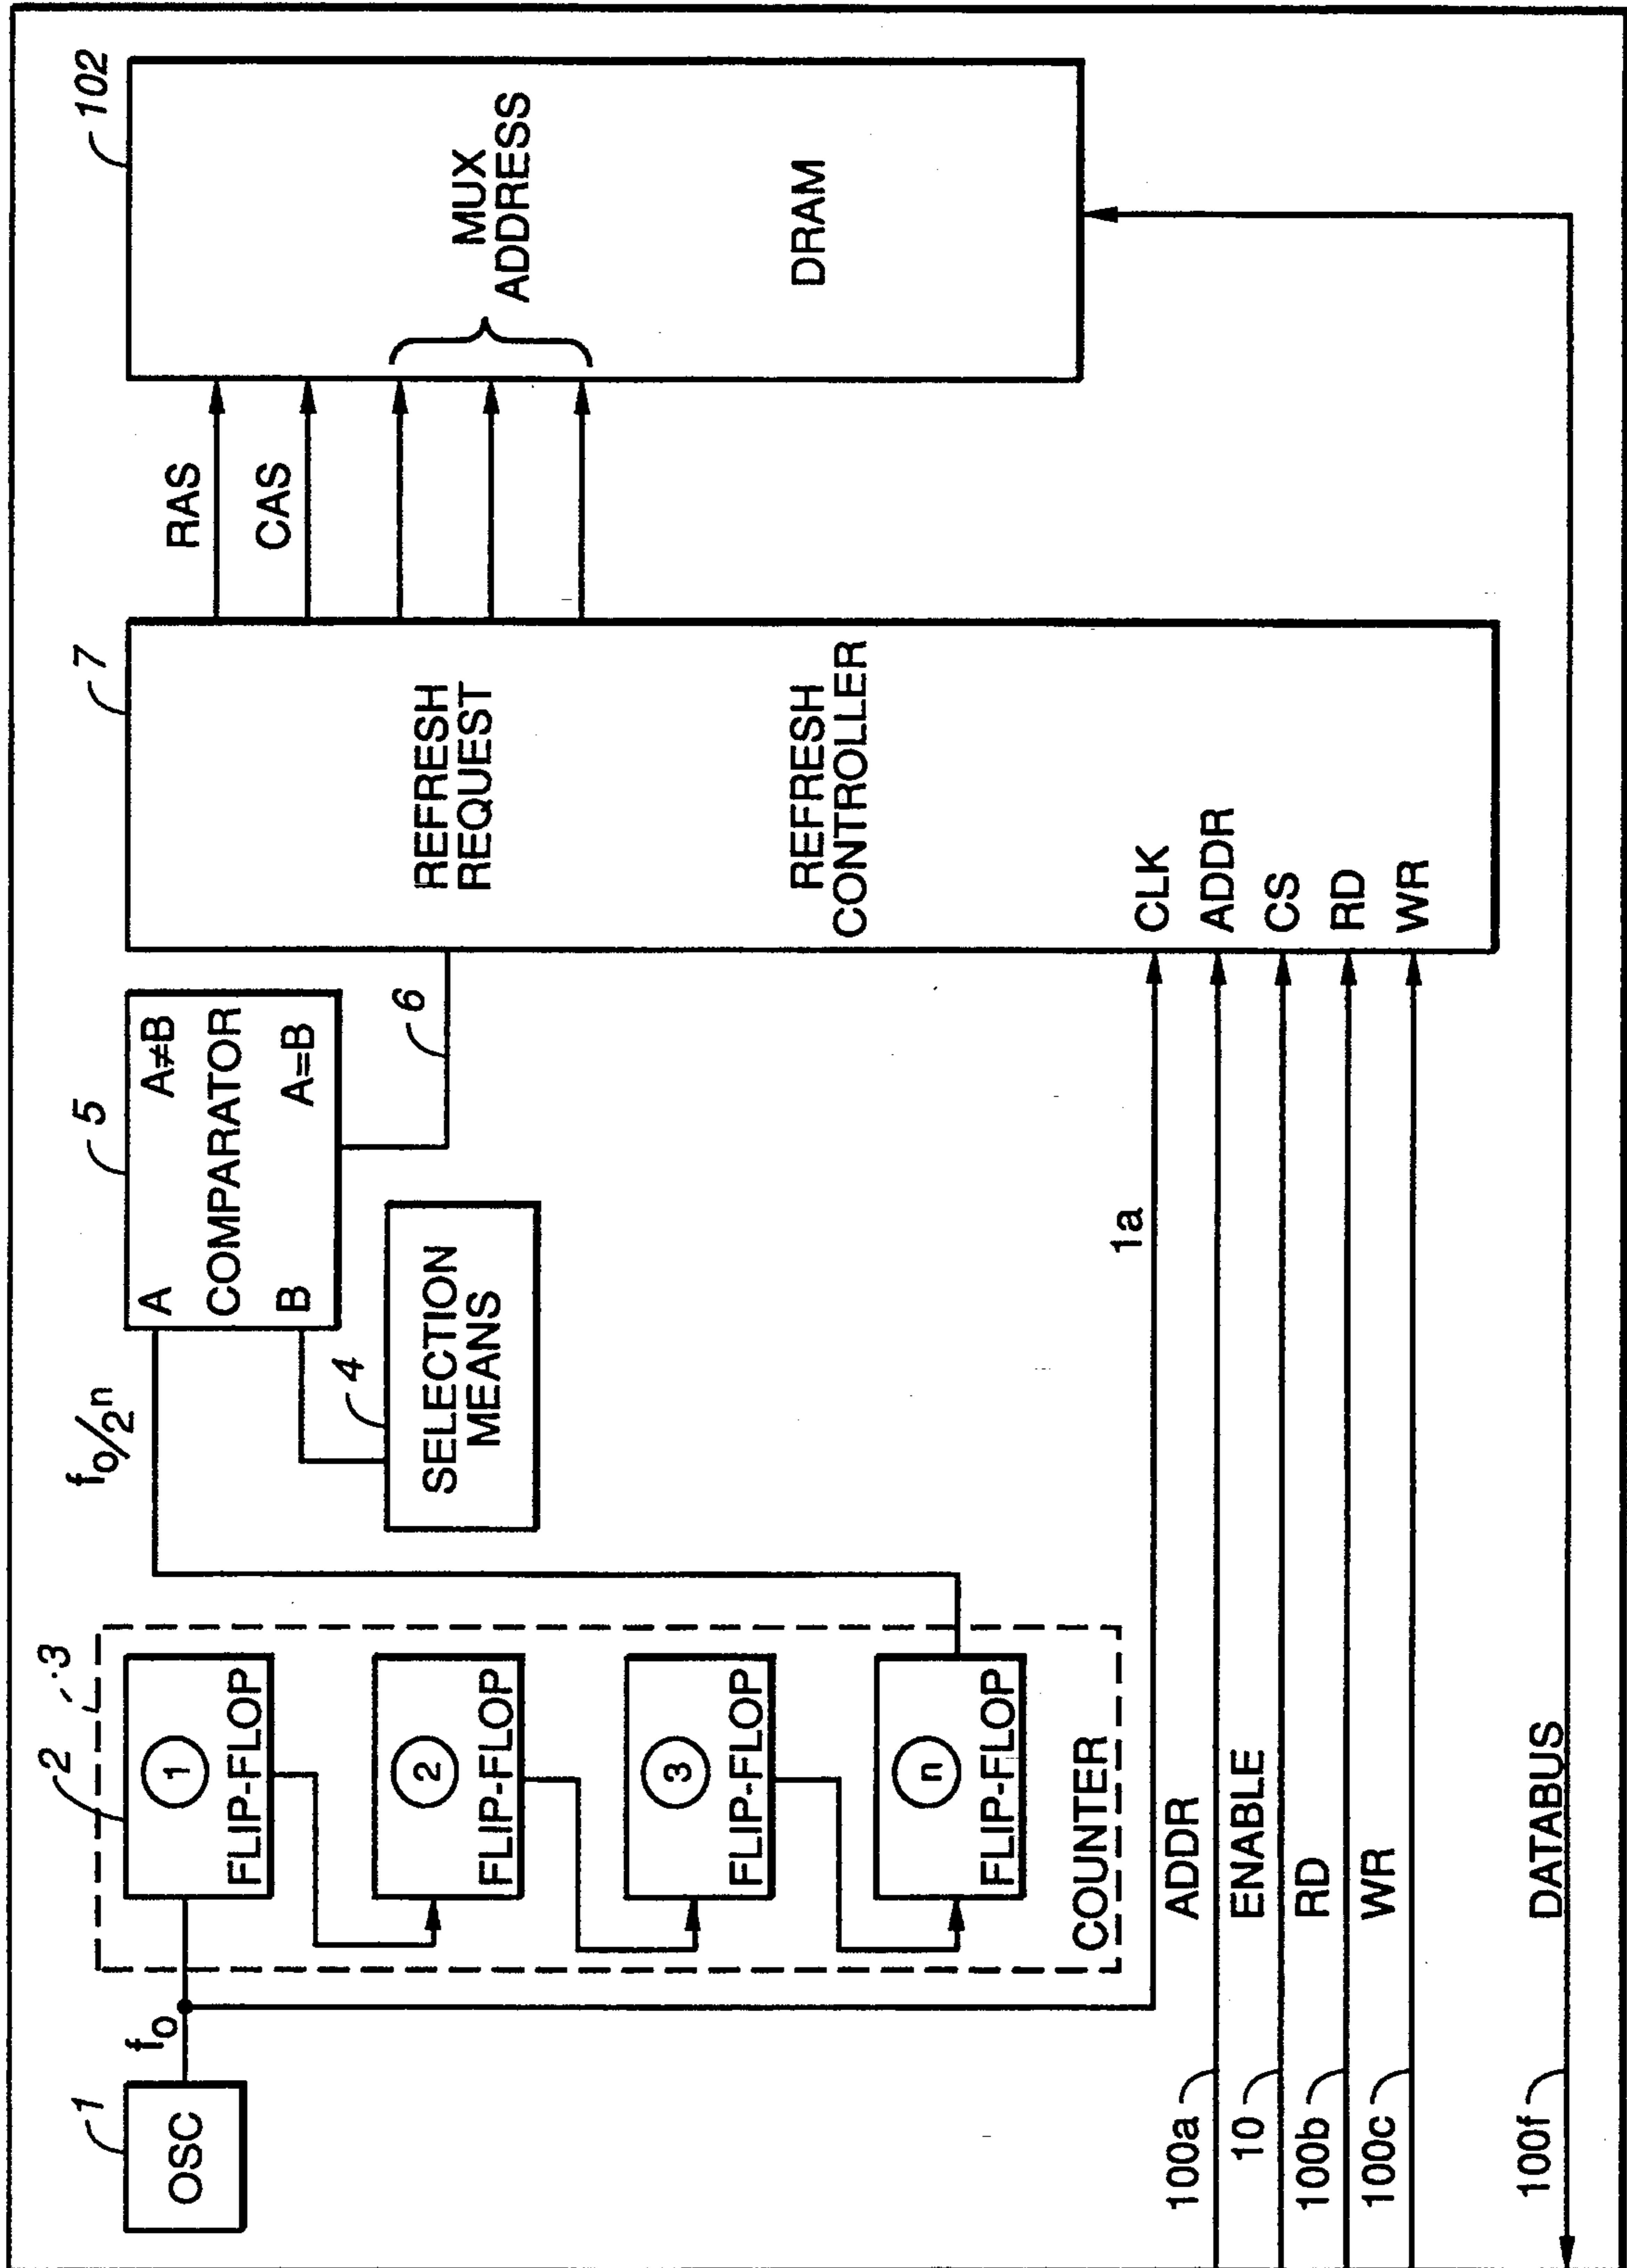 1
OSC
f0
2
3
1
FLIP-FLOP
2
FLIP-FLOP
3
FLIP-FLOP
n
FLIP-FLOP
COUNTER
f0/2n
4
SELECTION
MEANS
5
A
A≠B
COMPARATOR
B
A=B
6
7
REFRESH
REQUEST
REFRESH
CONTROLLER
CLK
ADDR
CS
RD
WR
RAS
CAS
102
MUX
ADDRESS
DRAM
1a
100a
ADDR
10
ENABLE
100b
RD
100c
WR
100f
DATABUS